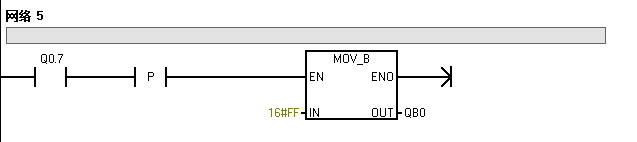 网络 5
Q0.7
MOV_B
P
EN
ENO
16#FF
IN
OUT
QB0